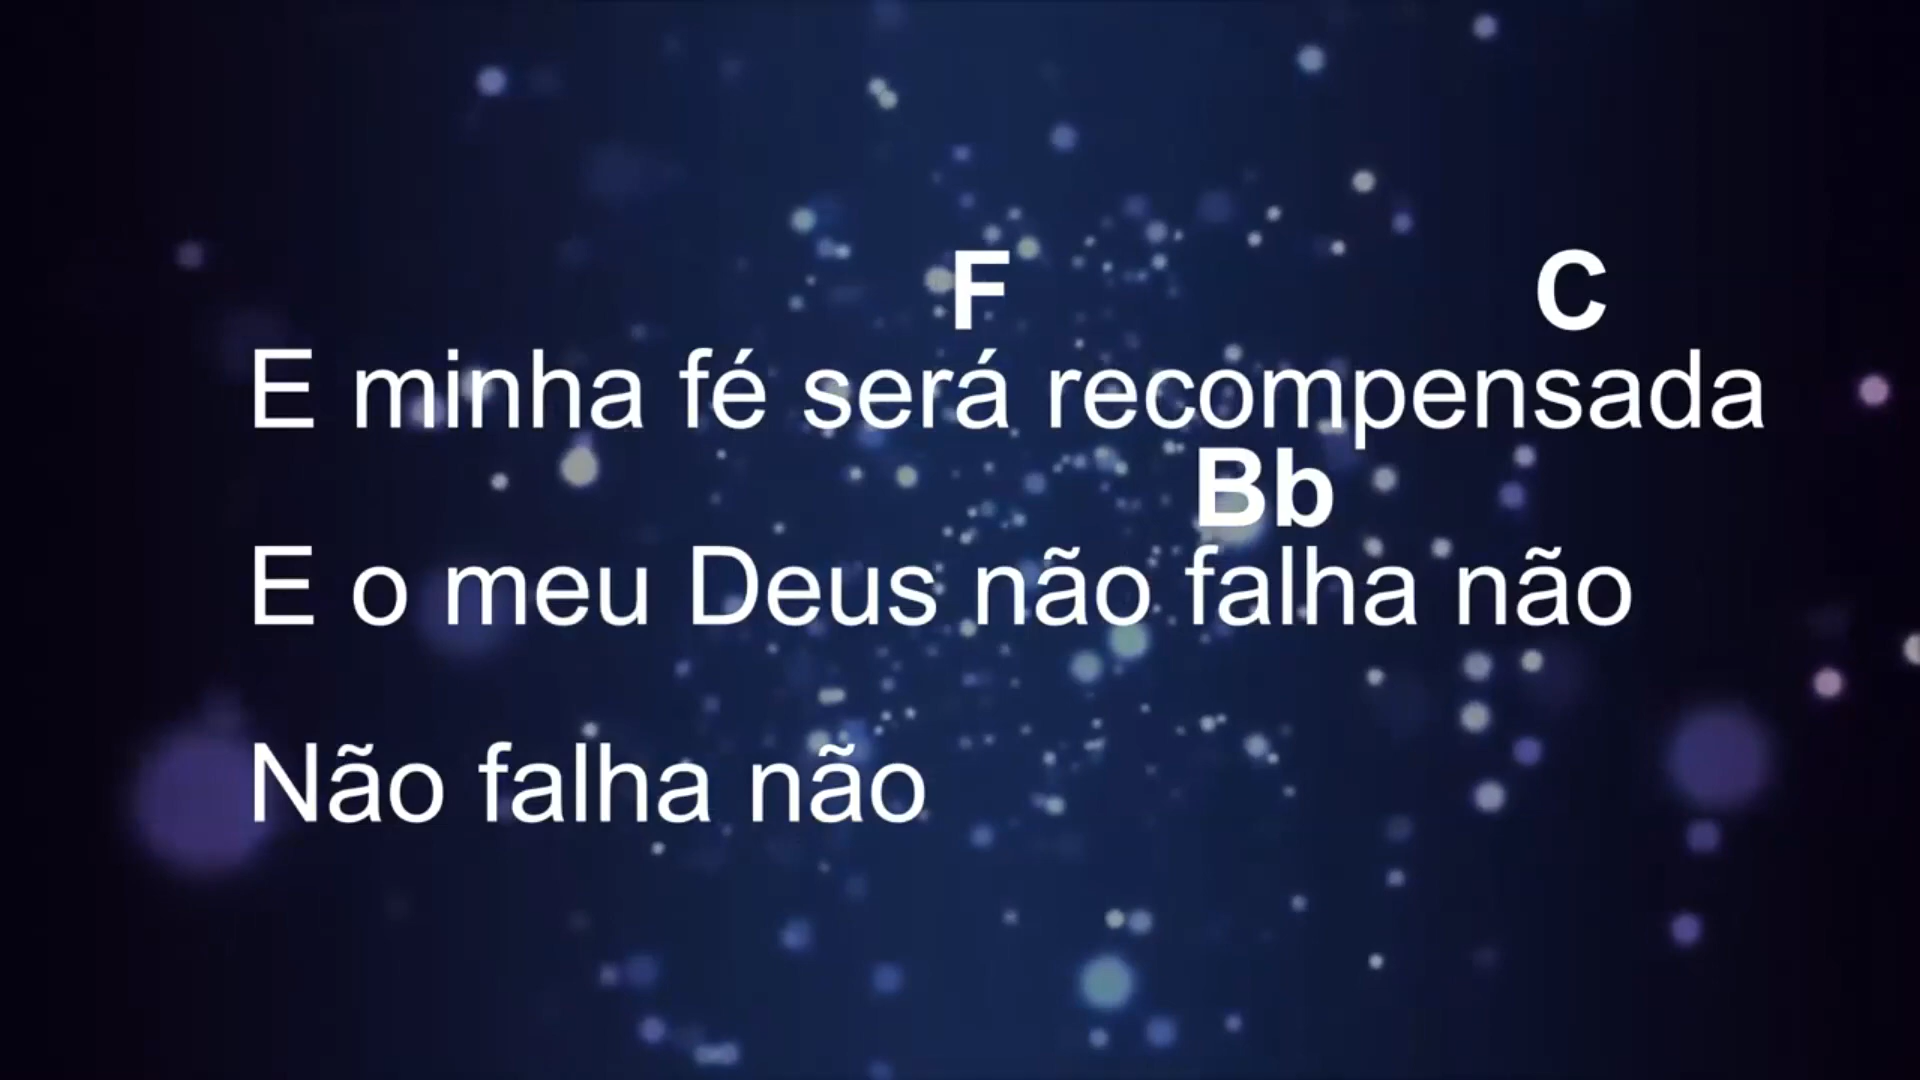 F C
E minha fé será recompensada
Bb
E o meu Deus não falha não
Não falha não